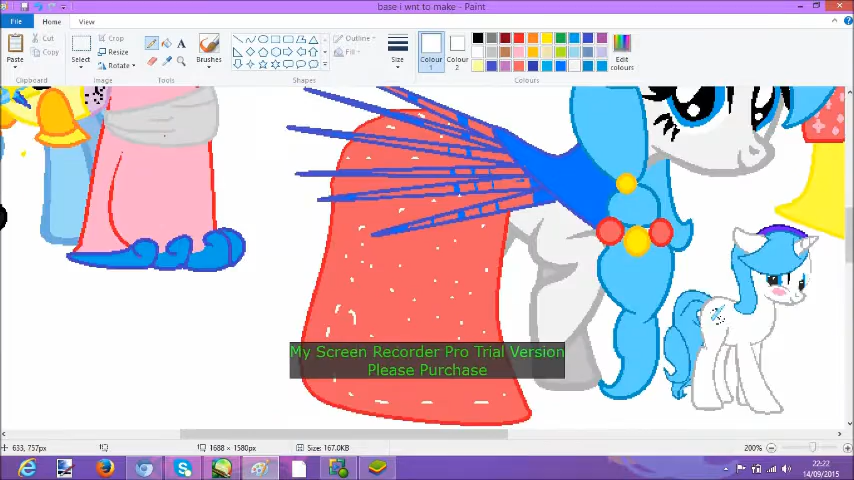 base i wnt to make - Paint
File Home View
Paste Cut Copy Clipboard
Select Crop Resize Rotate Image
Tools
Brushes
Outline Fill Shapes
Size
Colour 1 Colour 2 Edit colours Colours
My Screen Recorder Pro Trial Version
Please Purchase
633, 757px 1688 × 1580px Size: 167.0KB 200%
22:22
14/09/2015